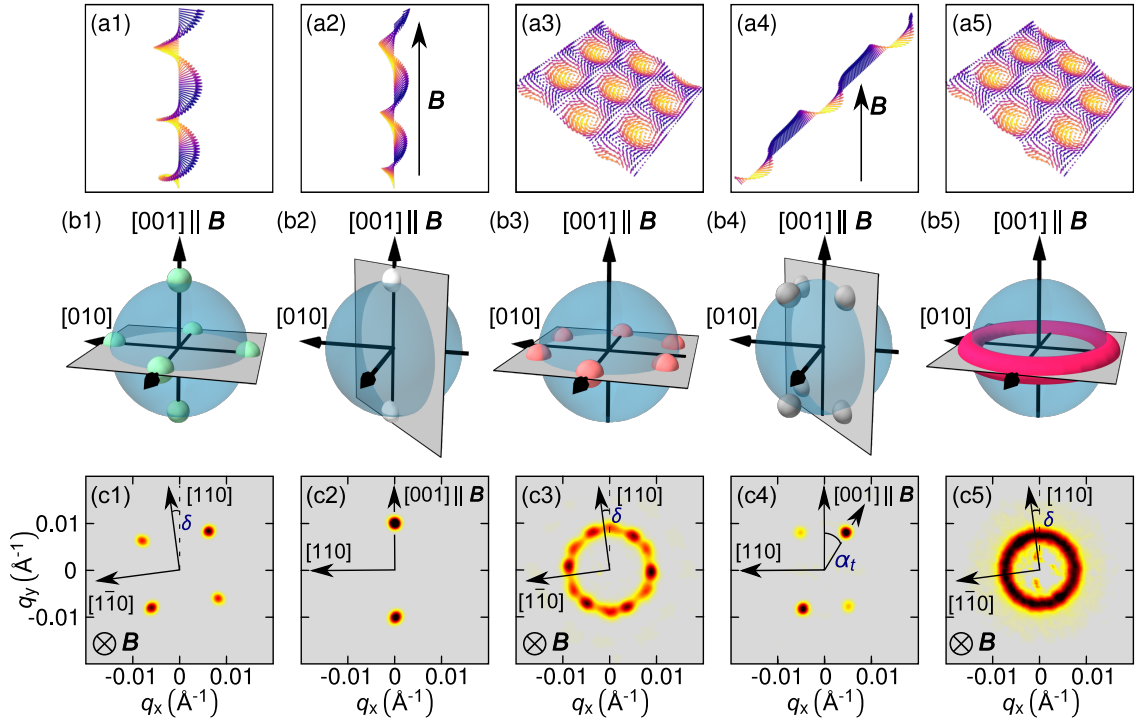 (a1)
(a2)
B
(a3)
(a4)
B
(a5)
(b1)
[001] || B
[010]
(b2)
[001] || B
[010]
(b3)
[001] || B
[010]
(b4)
[001] || B
[010]
(b5)
[001] || B
[010]
(c1)
[110]
δ
[11̄0]
⊗ B
0.01
0
-0.01
qy (Å⁻¹)
-0.01 0 0.01
qx (Å⁻¹)
(c2)
[001] || B
[110]
-0.01 0 0.01
qx (Å⁻¹)
(c3)
[110]
δ
[11̄0]
⊗ B
-0.01 0 0.01
qx (Å⁻¹)
(c4)
[001] || B
[110]
αt
-0.01 0 0.01
qx (Å⁻¹)
(c5)
[110]
δ
[11̄0]
⊗ B
-0.01 0 0.01
qx (Å⁻¹)